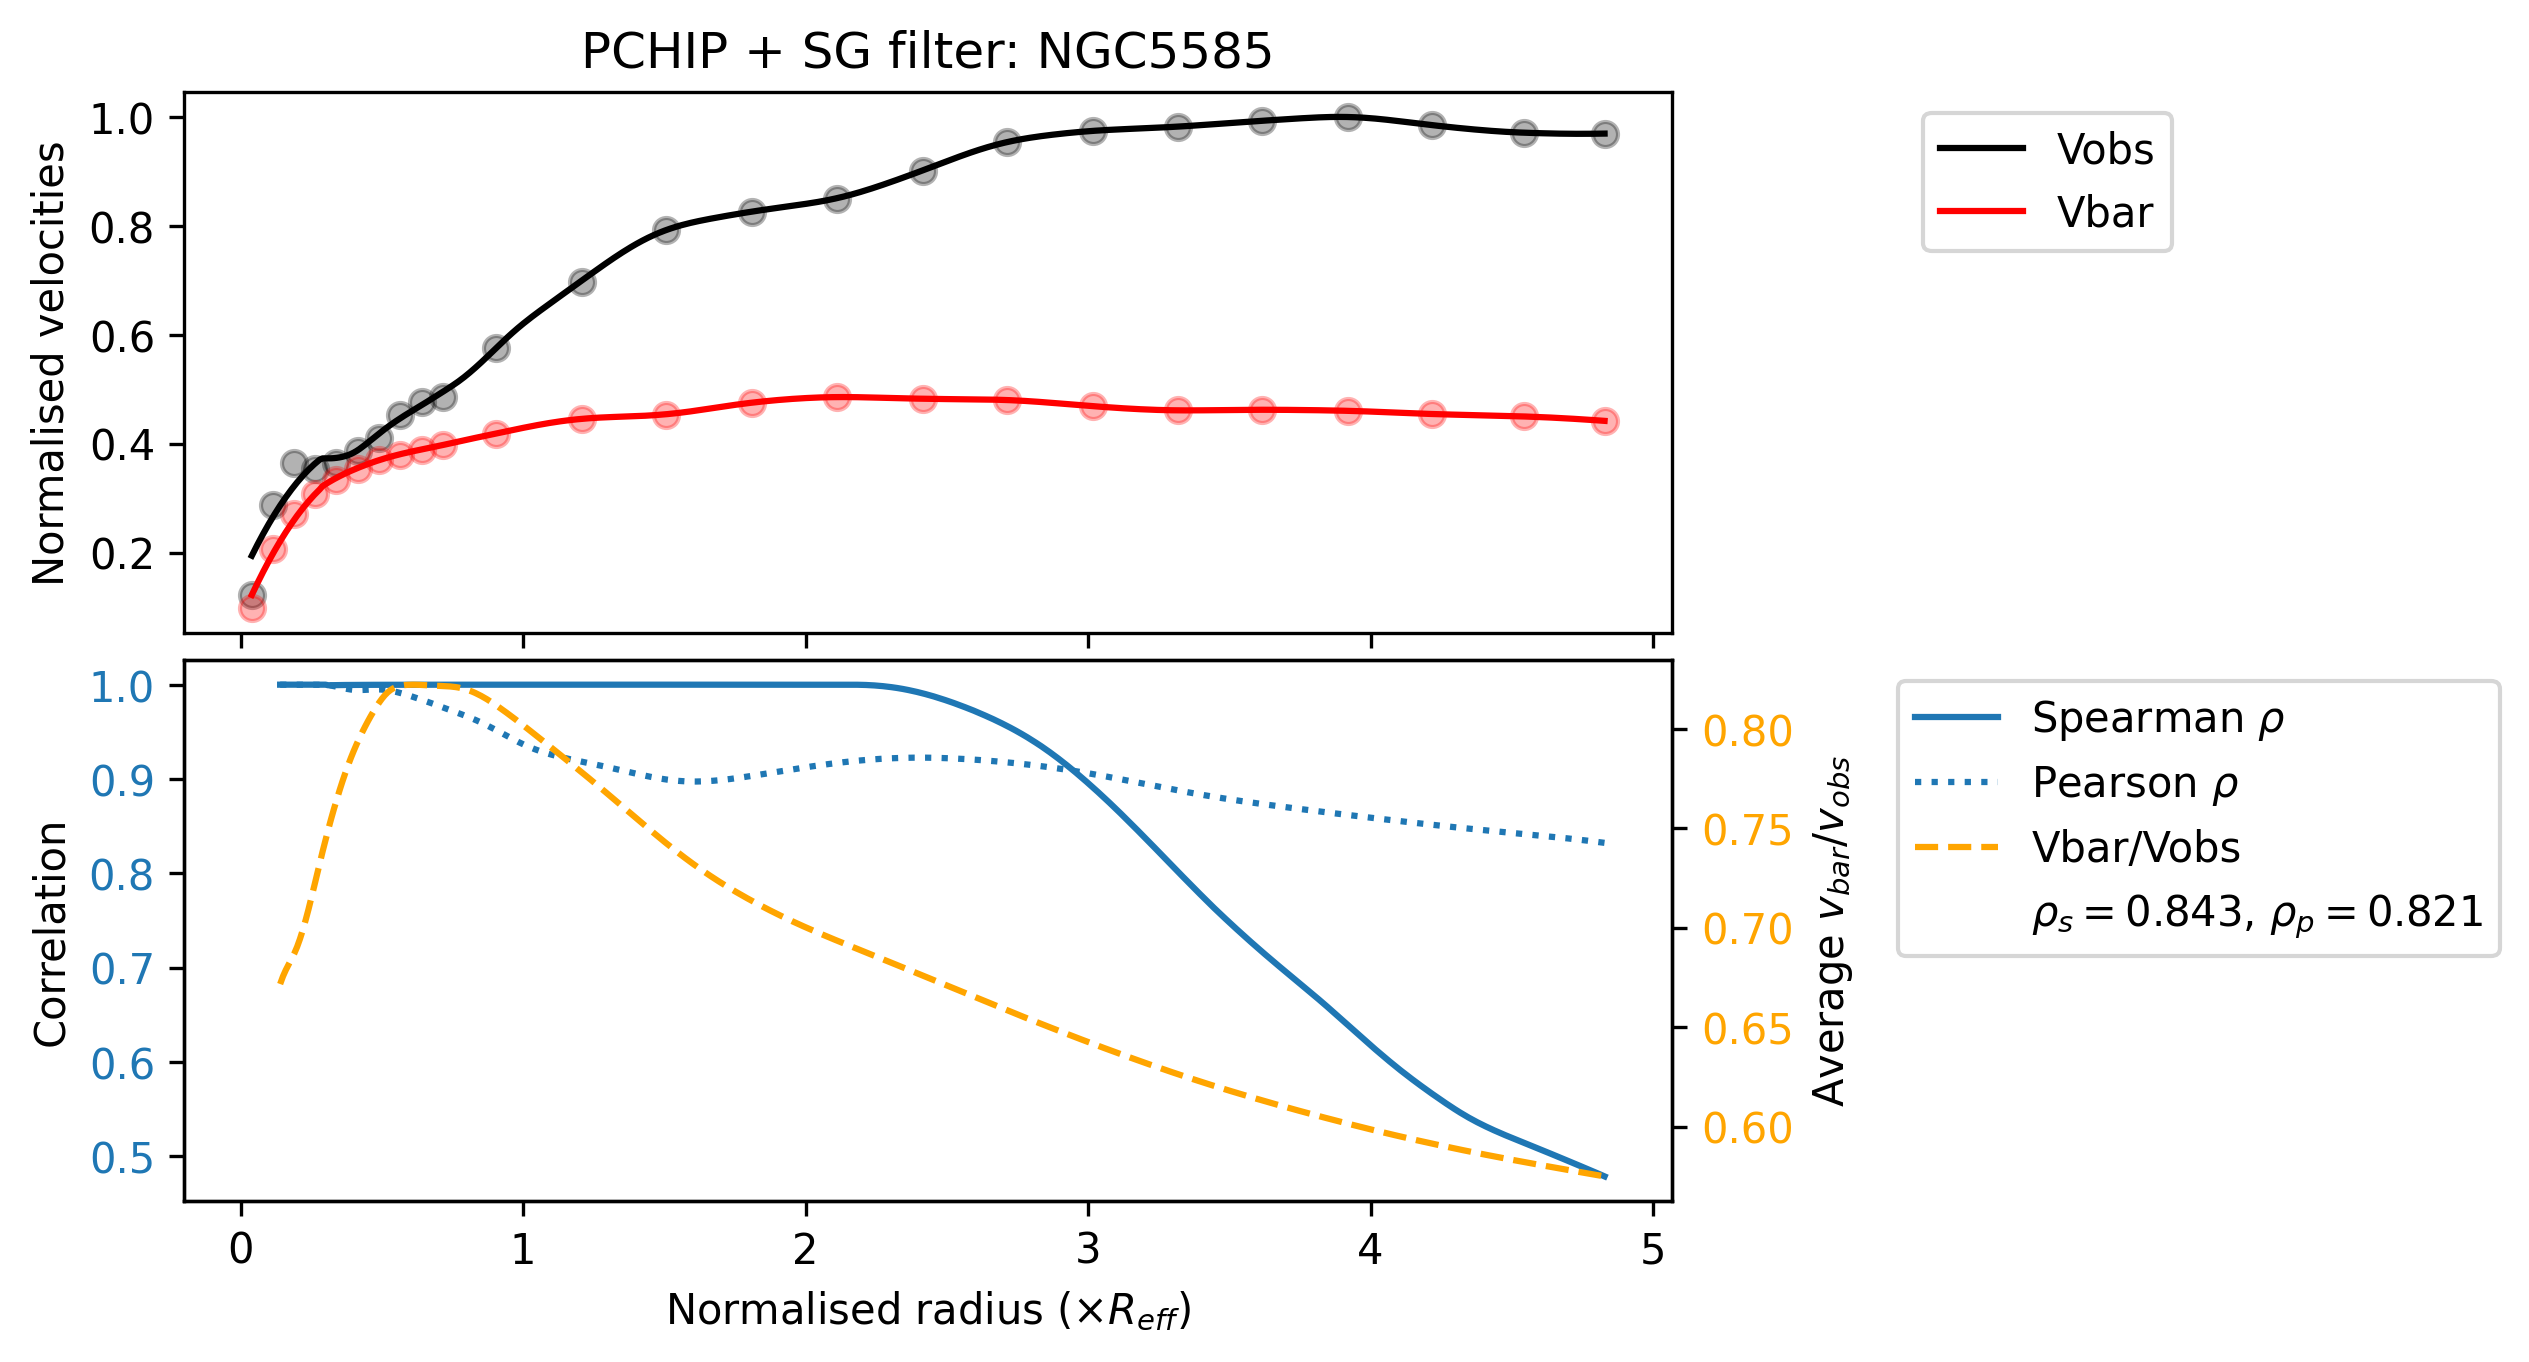 PCHIP + SG filter: NGC5585
Normalised velocities
1.0
0.8
0.6
0.4
0.2
Vobs
Vbar
Correlation
1.0
0.9
0.8
0.7
0.6
0.5
0.80
0.75
0.70
0.65
0.60
Average v_bar/v_obs
Spearman ρ
Pearson ρ
Vbar/Vobs
ρ_s = 0.843, ρ_p = 0.821
0 1 2 3 4 5
Normalised radius (×R_eff)